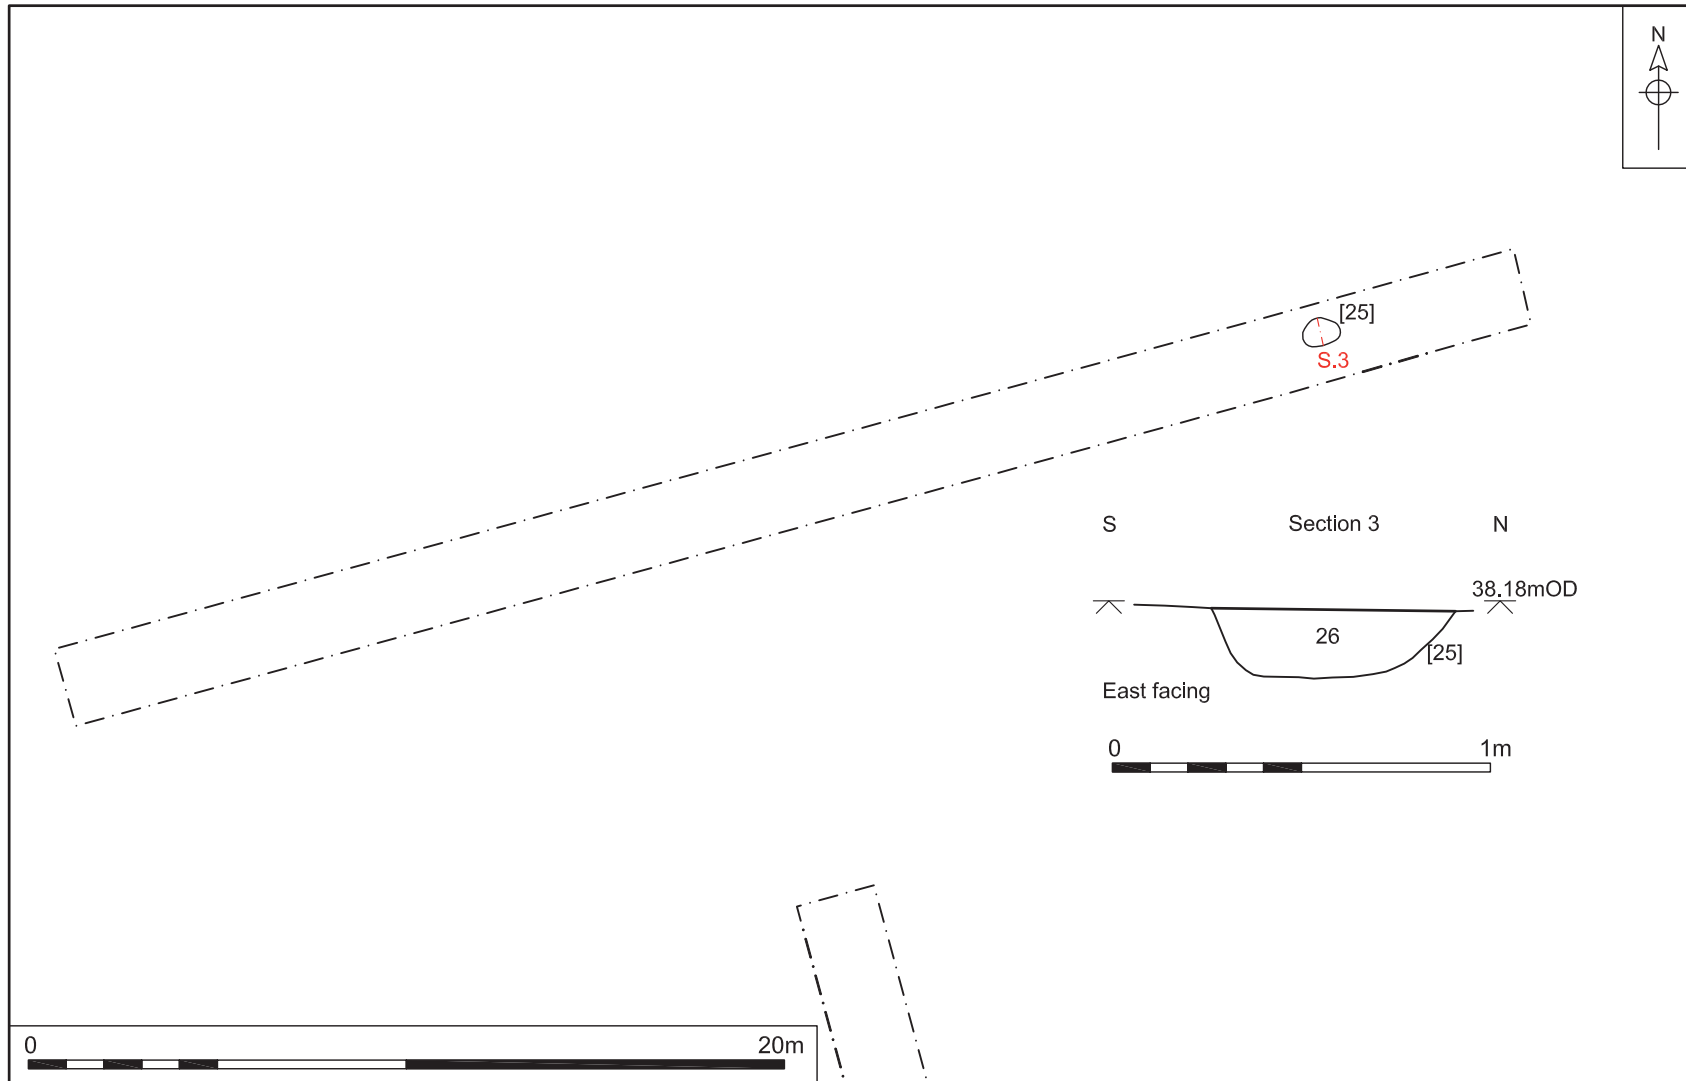 N
[25]
S.3
S Section 3 N
38.18mOD
26
[25]
East facing
0 1m
0 20m